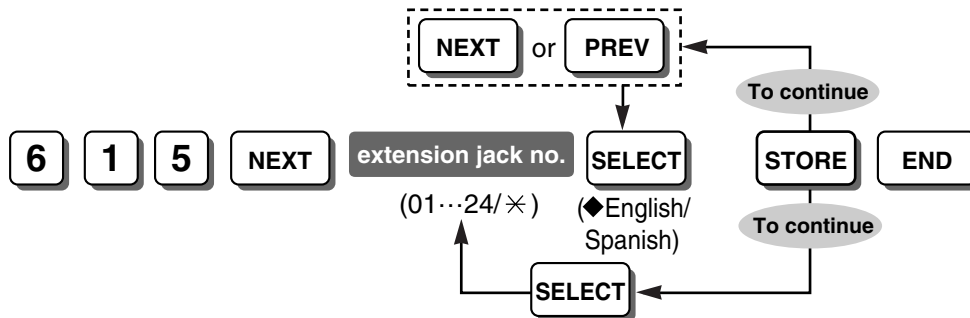 NEXT or PREV
To continue
6 1 5 NEXT extension jack no. SELECT STORE END
(01···24/✳) (◆English/
Spanish)
To continue
SELECT